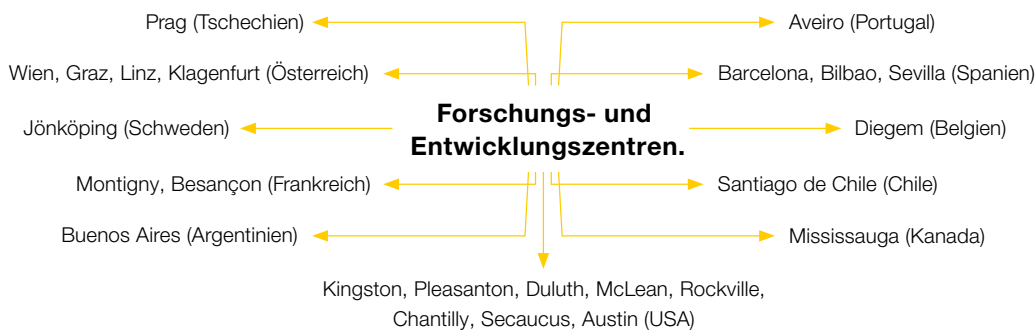 Prag (Tschechien)
Aveiro (Portugal)
Wien, Graz, Linz, Klagenfurt (Österreich)
Barcelona, Bilbao, Sevilla (Spanien)
Forschungs- und
Entwicklungszentren.
Jönköping (Schweden)
Diegem (Belgien)
Montigny, Besançon (Frankreich)
Santiago de Chile (Chile)
Buenos Aires (Argentinien)
Mississauga (Kanada)
Kingston, Pleasanton, Duluth, McLean, Rockville,
Chantilly, Secaucus, Austin (USA)